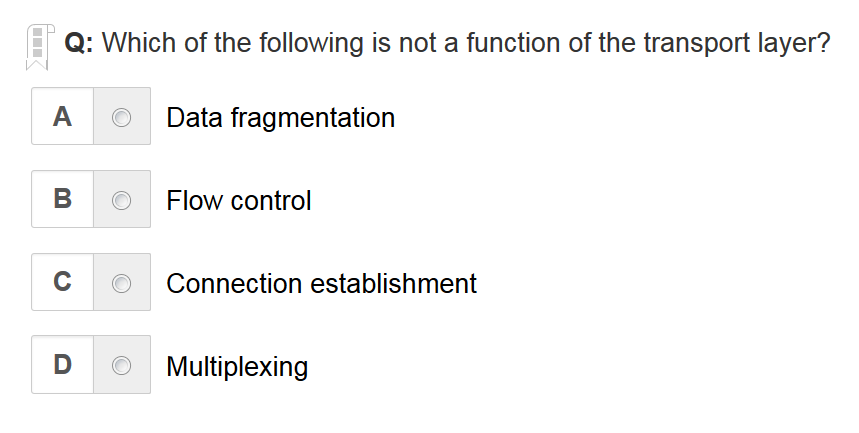 Q: Which of the following is not a function of the transport layer?
A Data fragmentation
B Flow control
C Connection establishment
D Multiplexing